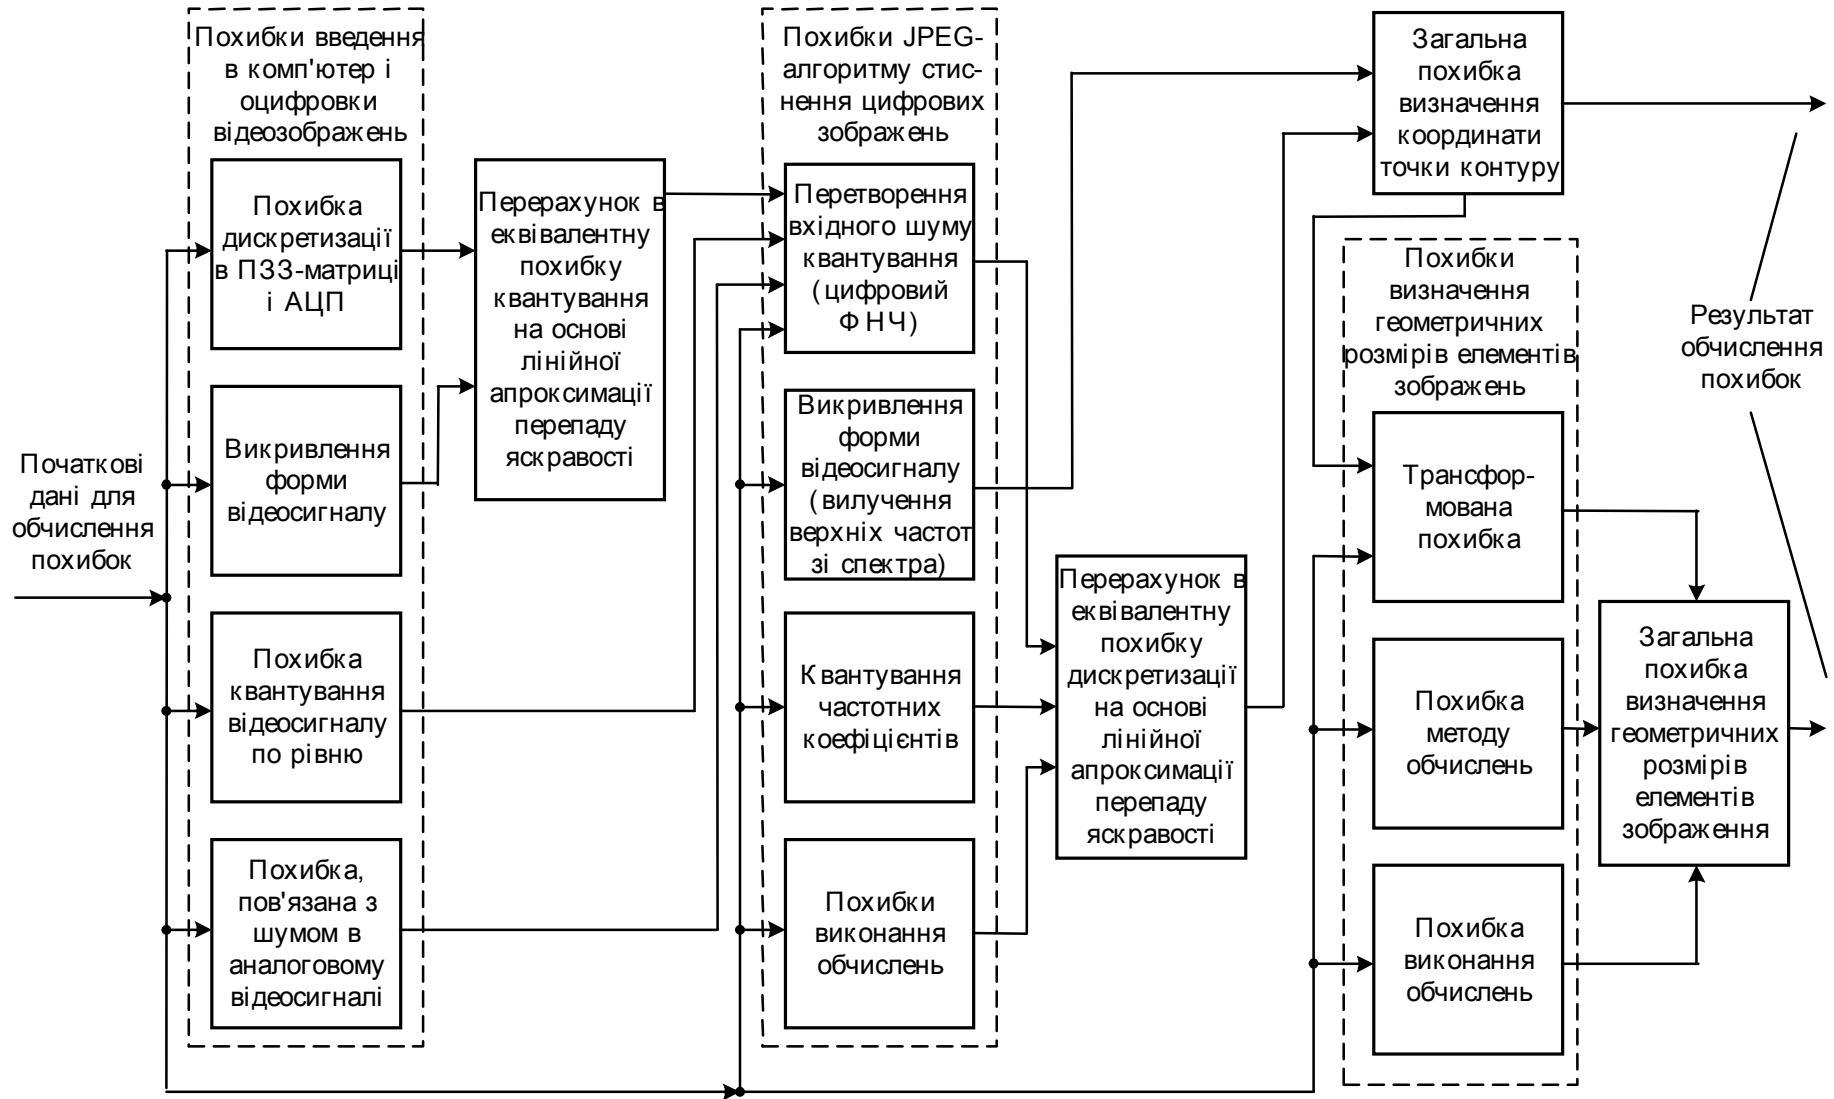 Початкові
дані для
обчислення
похибок
Похибки введення
в комп'ютер і
оцифровки
відеозображень
Похибка
дискретизації
в ПЗЗ-матриці
і АЦП
Викривлення
форми
відеосигналу
Похибка
квантування
відеосигналу
по рівню
Похибка,
пов'язана з
шумом в
аналоговому
відеосигналі
Перерахунок в
еквівалентну
похибку
квантування
на основі
лінійної
апроксимації
перепаду
яскравості
Похибки JPEG-
алгоритму стис-
нення цифрових
зображень
Перетворення
вхідного шуму
квантування
(цифровий
ФНЧ)
Викривлення
форми
відеосигналу
(вилучення
верхніх частот
зі спектра)
Квантування
частотних
коефіцієнтів
Похибки
виконання
обчислень
Перерахунок в
еквівалентну
похибку
дискретизації
на основі
лінійної
апроксимації
перепаду
яскравості
Загальна
похибка
визначення
координати
точки контуру
Похибки
визначення
геометричних
розмірів елементів
зображень
Трансфор-
мована
похибка
Похибка
методу
обчислень
Похибка
виконання
обчислень
Загальна
похибка
визначення
геометричних
розмірів
елементів
зображення
Результат
обчислення
похибок